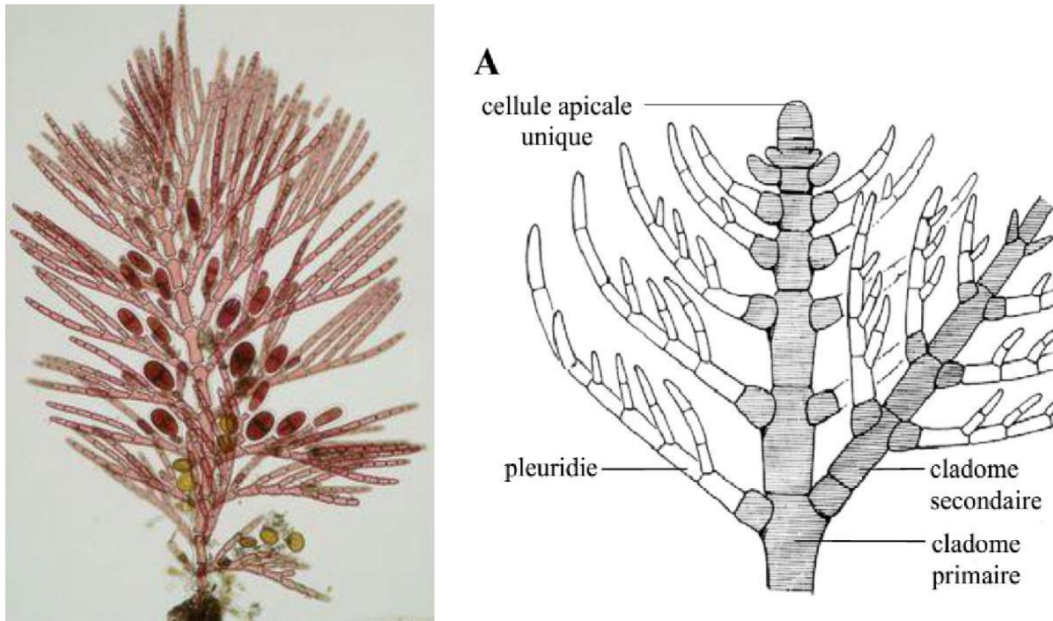 A
cellule apicale
unique
pleuridie
cladome
secondaire
cladome
primaire